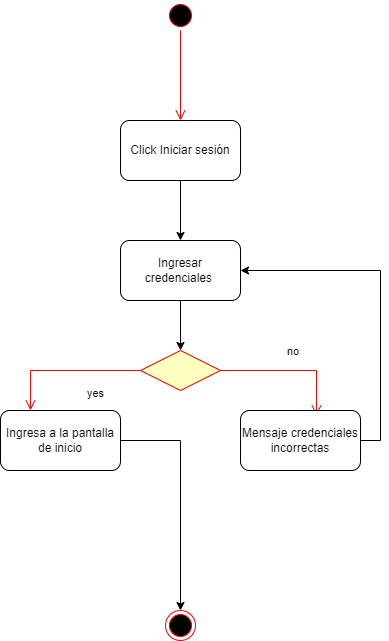 Click Iniciar sesión
Ingresar
credenciales
no
yes
Ingresa a la pantalla
de inicio
Mensaje credenciales
incorrectas